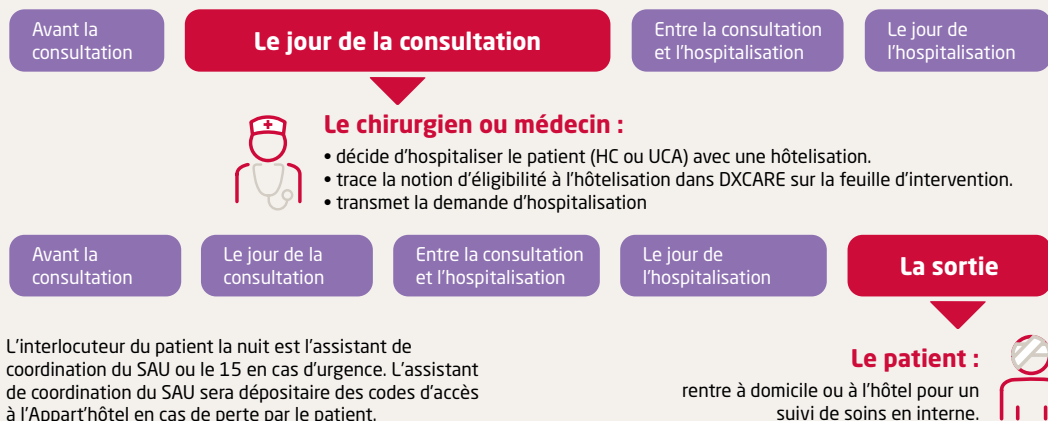 Avant la
consultation
Le jour de la consultation
Entre la consultation
et l'hospitalisation
Le jour de
l'hospitalisation
Le chirurgien ou médecin :
• décide d'hospitaliser le patient (HC ou UCA) avec une hôtelisation.
• trace la notion d'éligibilité à l'hôtelisation dans DXCARE sur la feuille d'intervention.
• transmet la demande d'hospitalisation
Avant la
consultation
Le jour de la
consultation
Entre la consultation
et l'hospitalisation
Le jour de
l'hospitalisation
La sortie
L'interlocuteur du patient la nuit est l'assistant de
coordination du SAU ou le 15 en cas d'urgence. L'assistant
de coordination du SAU sera dépositaire des codes d'accès
à l'Appart'hôtel en cas de perte par le patient.
Le patient :
rentre à domicile ou à l'hôtel pour un
suivi de soins en interne.